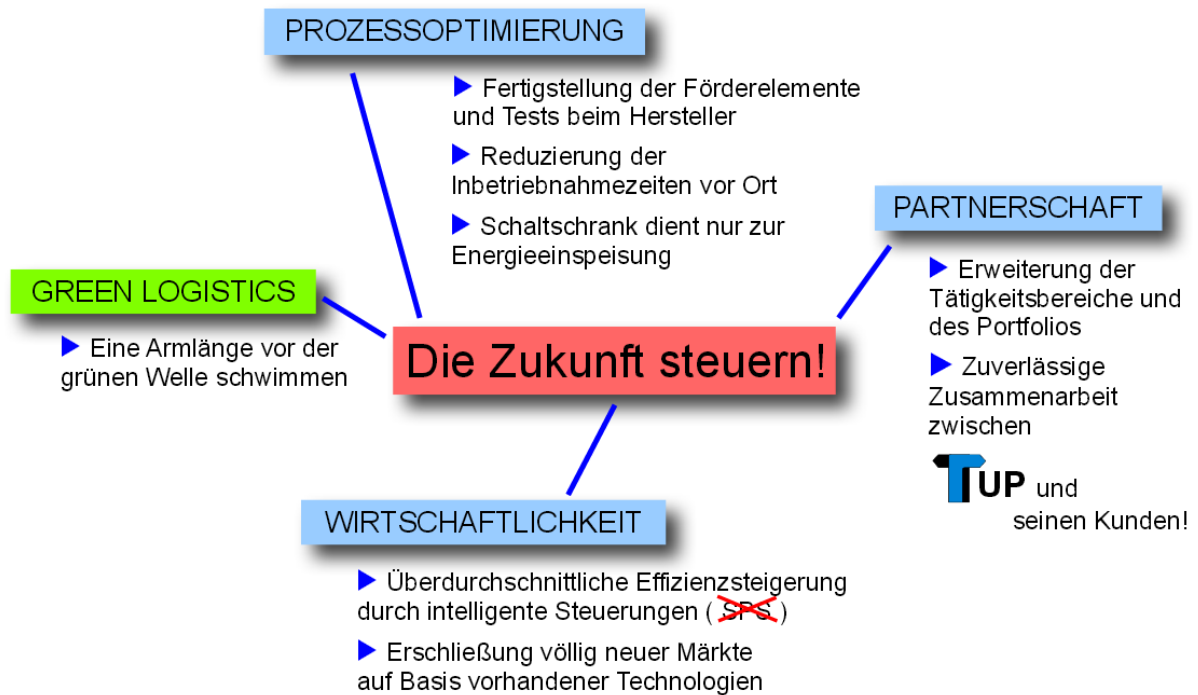 PROZESSOPTIMIERUNG
▶ Fertigstellung der Förderelemente
und Tests beim Hersteller
▶ Reduzierung der
Inbetriebnahmezeiten vor Ort
▶ Schaltschrank dient nur zur
Energieeinspeisung
PARTNERSCHAFT
▶ Erweiterung der
Tätigkeitsbereiche und
des Portfolios
▶ Zuverlässige
Zusammenarbeit
zwischen
TUP und
seinen Kunden!
GREEN LOGISTICS
▶ Eine Armlänge vor der
grünen Welle schwimmen
Die Zukunft steuern!
WIRTSCHAFTLICHKEIT
▶ Überdurchschnittliche Effizienzsteigerung
durch intelligente Steuerungen ( SPS )
▶ Erschließung völlig neuer Märkte
auf Basis vorhandener Technologien